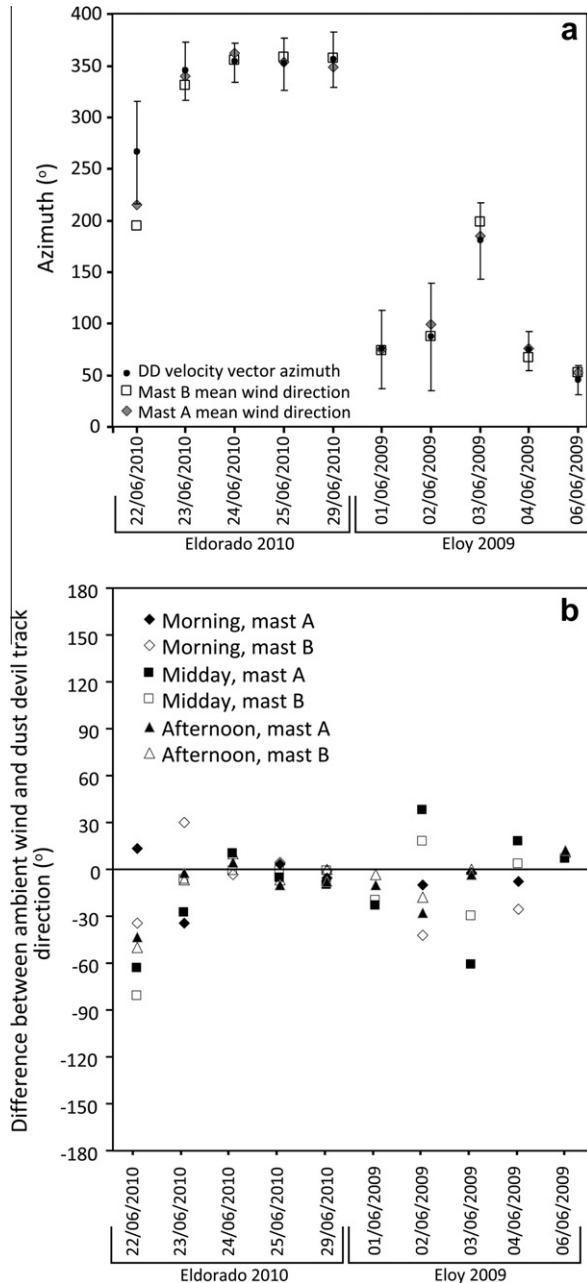 a
400
350
300
250
200
150
100
50
0
Azimuth (°)
DD velocity vector azimuth
Mast B mean wind direction
Mast A mean wind direction
22/06/2010
23/06/2010
24/06/2010
25/06/2010
29/06/2010
01/06/2009
02/06/2009
03/06/2009
04/06/2009
06/06/2009
Eldorado 2010
Eloy 2009
b
180
150
120
90
60
30
0
-30
-60
-90
-120
-150
-180
Difference between ambient wind and dust devil track
direction (°)
Morning, mast A
Morning, mast B
Midday, mast A
Midday, mast B
Afternoon, mast A
Afternoon, mast B
22/06/2010
23/06/2010
24/06/2010
25/06/2010
29/06/2010
01/06/2009
02/06/2009
03/06/2009
04/06/2009
06/06/2009
Eldorado 2010
Eloy 2009